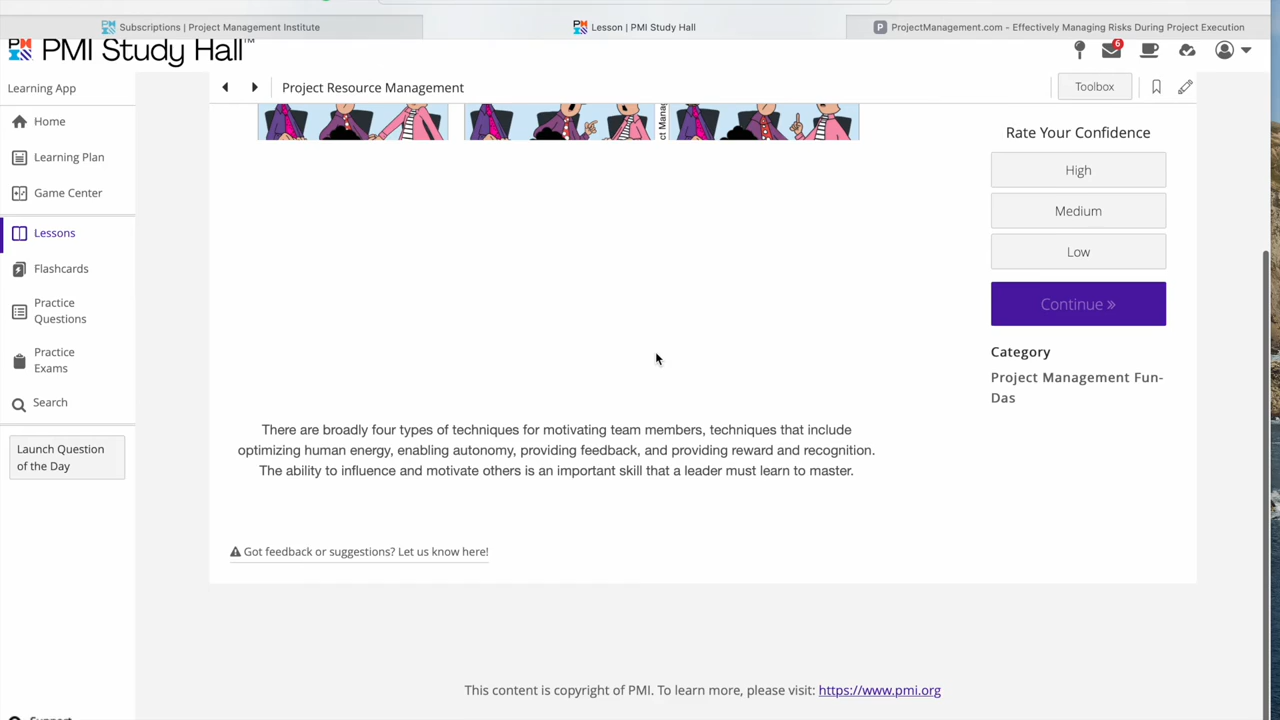 Subscriptions | Project Management Institute
Lesson | PMI Study Hall
ProjectManagement.com - Effectively Managing Risks During Project Execution
PMI Study Hall™
6
Learning App
Project Resource Management
Toolbox
Home
Learning Plan
Game Center
Lessons
Flashcards
Practice
Questions
Practice
Exams
Search
Launch Question
of the Day
Rate Your Confidence
High
Medium
Low
Continue »
Category
Project Management Fun-
Das
There are broadly four types of techniques for motivating team members, techniques that include
optimizing human energy, enabling autonomy, providing feedback, and providing reward and recognition.
The ability to influence and motivate others is an important skill that a leader must learn to master.
Got feedback or suggestions? Let us know here!
This content is copyright of PMI. To learn more, please visit: https://www.pmi.org